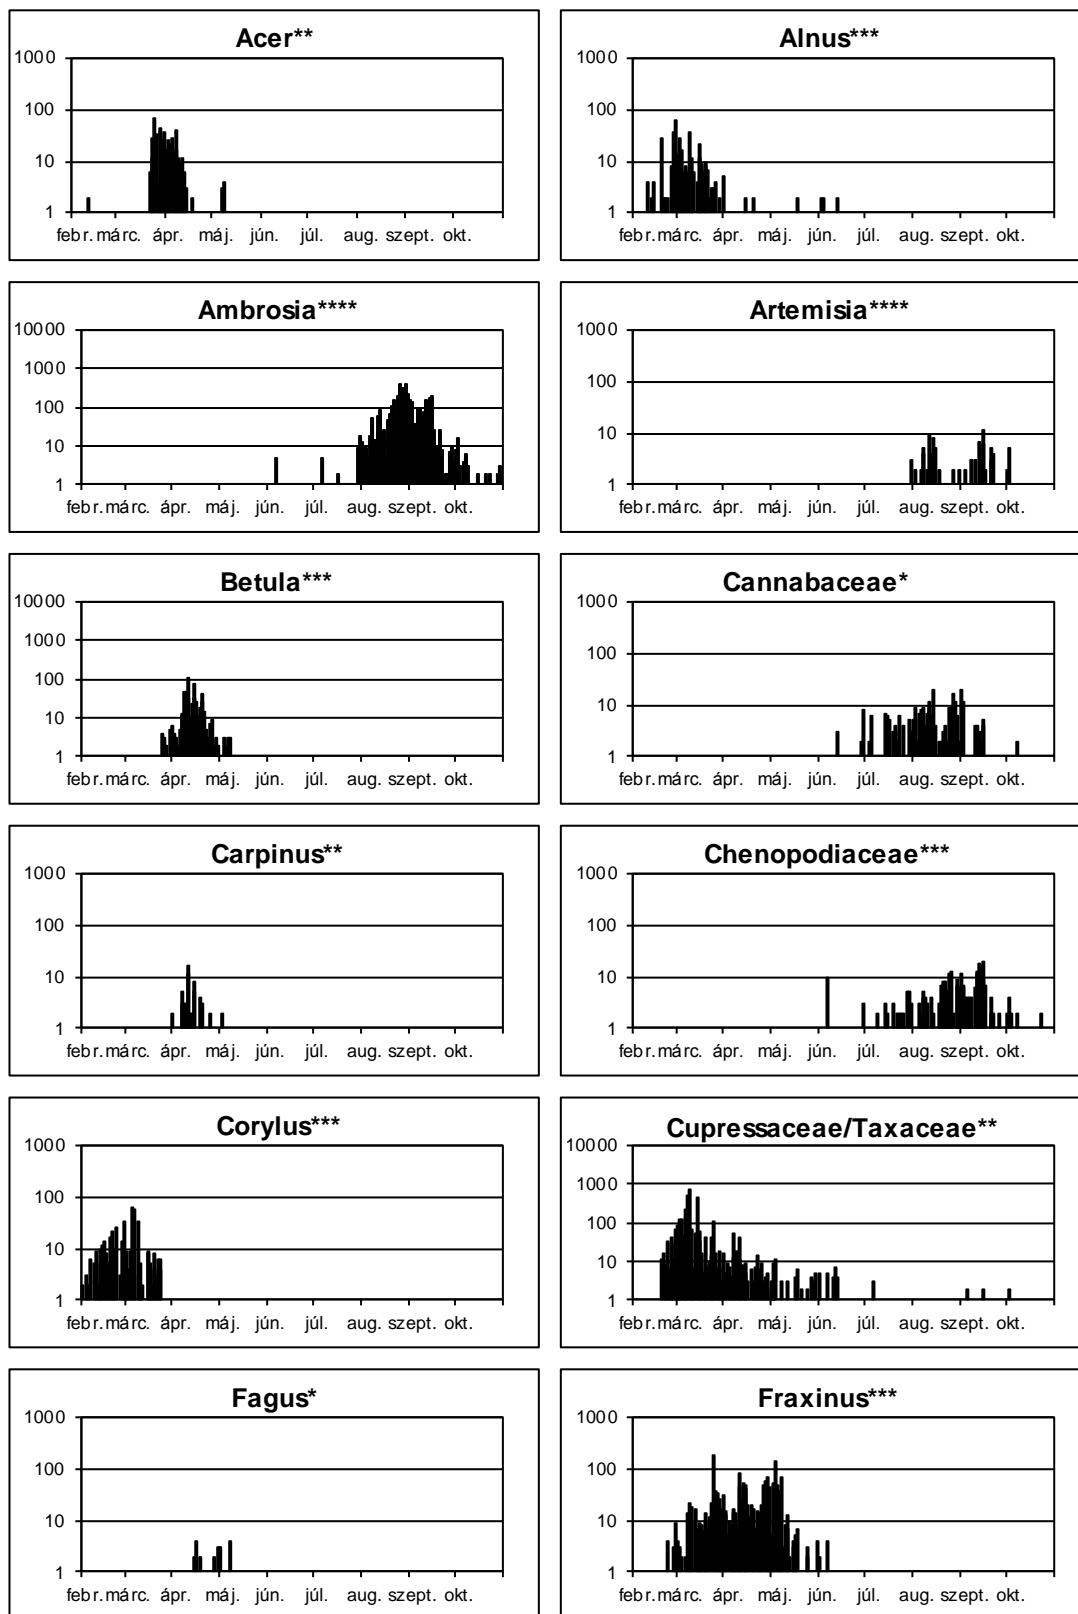 Acer**
1000
100
10
1
febr. márc. ápr. máj. jún. júl. aug. szept. okt.
Alnus***
1000
100
10
1
febr. márc. ápr. máj. jún. júl. aug. szept. okt.
Ambrosia****
10000
1000
100
10
1
febr. márc. ápr. máj. jún. júl. aug. szept. okt.
Artemisia****
1000
100
10
1
febr. márc. ápr. máj. jún. júl. aug. szept. okt.
Betula***
10000
1000
100
10
1
febr. márc. ápr. máj. jún. júl. aug. szept. okt.
Cannabaceae*
1000
100
10
1
febr. márc. ápr. máj. jún. júl. aug. szept. okt.
Carpinus**
1000
100
10
1
febr. márc. ápr. máj. jún. júl. aug. szept. okt.
Chenopodiaceae***
1000
100
10
1
febr. márc. ápr. máj. jún. júl. aug. szept. okt.
Corylus***
1000
100
10
1
febr. márc. ápr. máj. jún. júl. aug. szept. okt.
Cupressaceae/Taxaceae**
10000
1000
100
10
1
febr. márc. ápr. máj. jún. júl. aug. szept. okt.
Fagus*
1000
100
10
1
febr. márc. ápr. máj. jún. júl. aug. szept. okt.
Fraxinus***
1000
100
10
1
febr. márc. ápr. máj. jún. júl. aug. szept. okt.